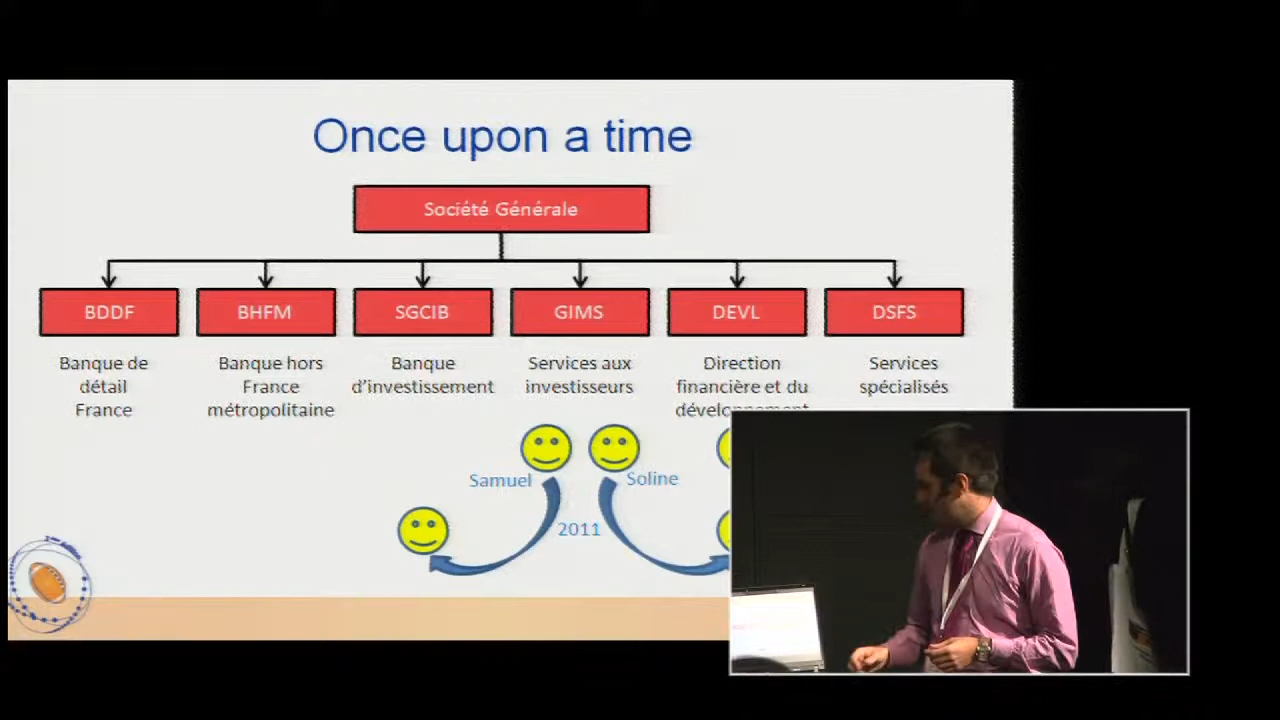 Once upon a time
Société Générale
BDDF
BHFM
SGCIB
GIMS
DEVL
DSFS
Banque de
détail
France
Banque hors
France
métropolitaine
Banque
d'investissement
Services aux
investisseurs
Direction
financière et du
développement
Services
spécialisés
Samuel
Soline
2011